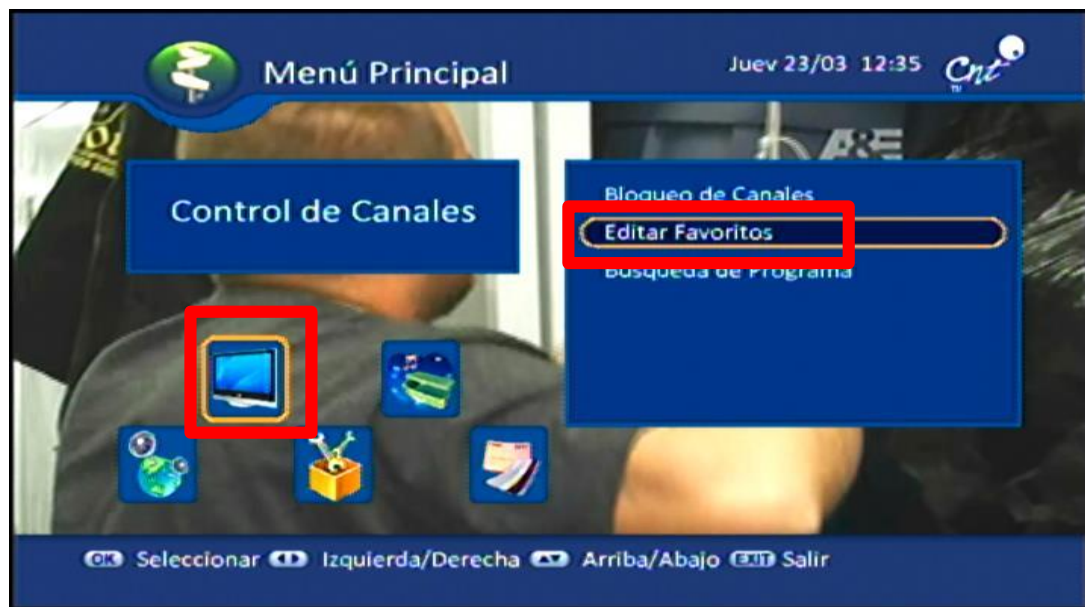 Menú Principal
Juev 23/03 12:35
Cnt
TV
A&E
Control de Canales
Bloqueo de Canales
Editar Favoritos
Búsqueda de Programa
OK Seleccionar Izquierda/Derecha Arriba/Abajo EXIT Salir